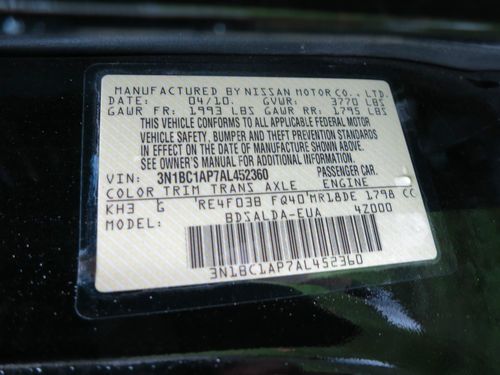 MANUFACTURED BY NISSAN MOTOR CO., LTD.
DATE: 04/10. GVWR: 3770 LBS
GAWR FR: 1993 LBS GAWR RR: 1795 LBS
THIS VEHICLE CONFORMS TO ALL APPLICABLE FEDERAL MOTOR
VEHICLE SAFETY, BUMPER AND THEFT PREVENTION STANDARDS
IN EFFECT ON THE DATE OF MANUFACTURE SHOWN ABOVE.
SEE OWNER'S MANUAL FOR ADDITIONAL INFORMATION.
VIN: 3N1BC1AP7AL452360 PASSENGER CAR.
COLOR TRIM TRANS AXLE ENGINE
KH3 G RE4F03B FQ40 MR18DE 1798 CC
MODEL: BDSALDA-EUA 4Z000
3N1BC1AP7AL452360